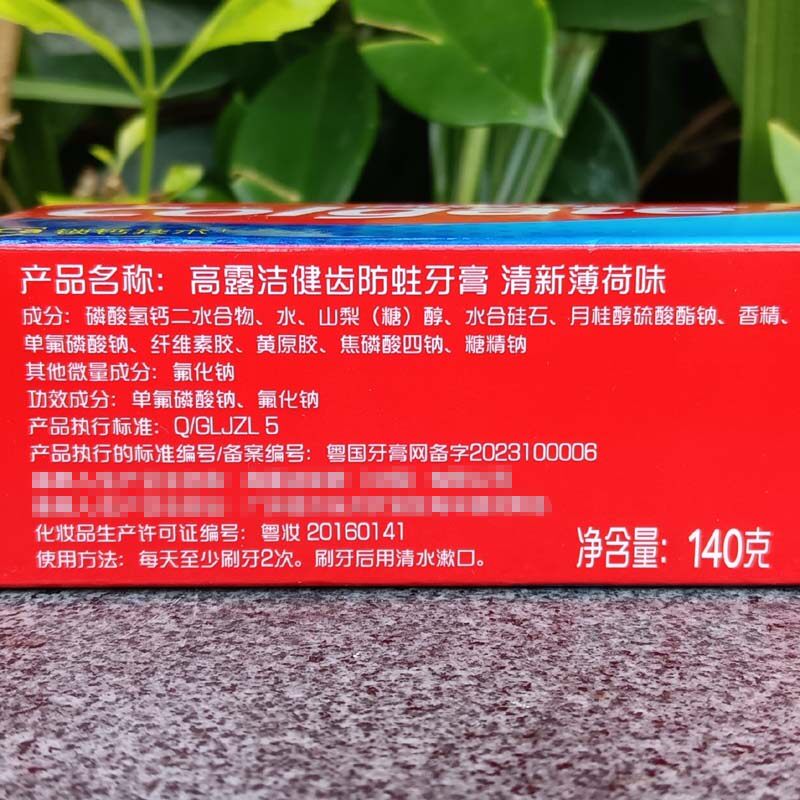 Colgate
锁钙技术
产品名称：高露洁健齿防蛀牙膏 清新薄荷味
成分：磷酸氢钙二水合物、水、山梨（糖）醇、水合硅石、月桂醇硫酸酯钠、香精、
单氟磷酸钠、纤维素胶、黄原胶、焦磷酸四钠、糖精钠
其他微量成分：氟化钠
功效成分：单氟磷酸钠、氟化钠
产品执行标准：Q/GLJZL 5
产品执行的标准编号/备案编号：粤国牙膏网备字2023100006
化妆品生产许可证编号：粤妆 20160141
使用方法：每天至少刷牙2次。刷牙后用清水漱口。
净含量：140克